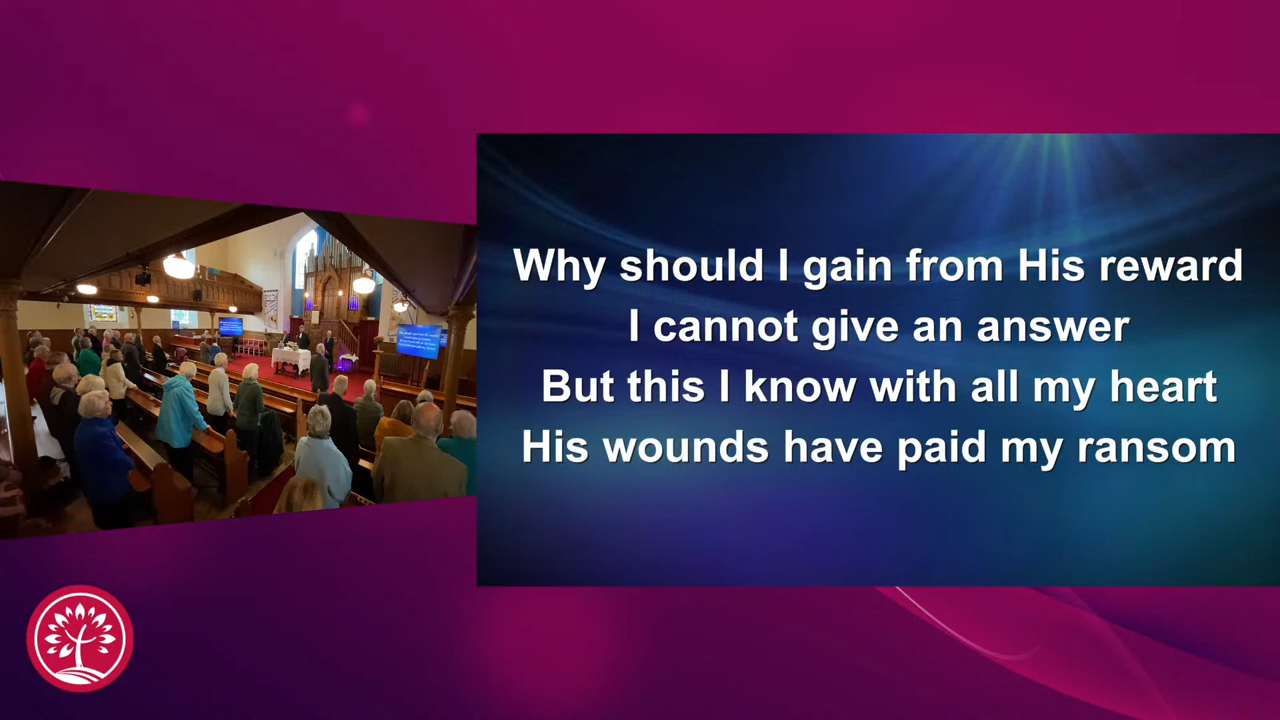 Why should I gain from His reward
I cannot give an answer
But this I know with all my heart
His wounds have paid my ransom